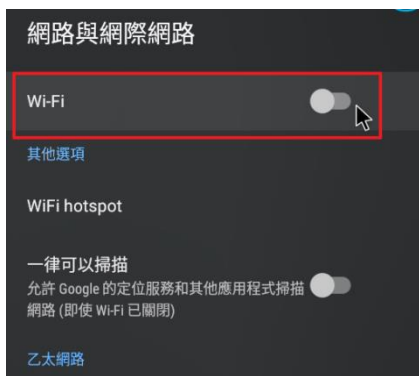 網路與網際網路
Wi-Fi
其他選項
WiFi hotspot
一律可以掃描
允許 Google 的定位服務和其他應用程式掃描
網路 (即使 Wi-Fi 已關閉)
乙太網路